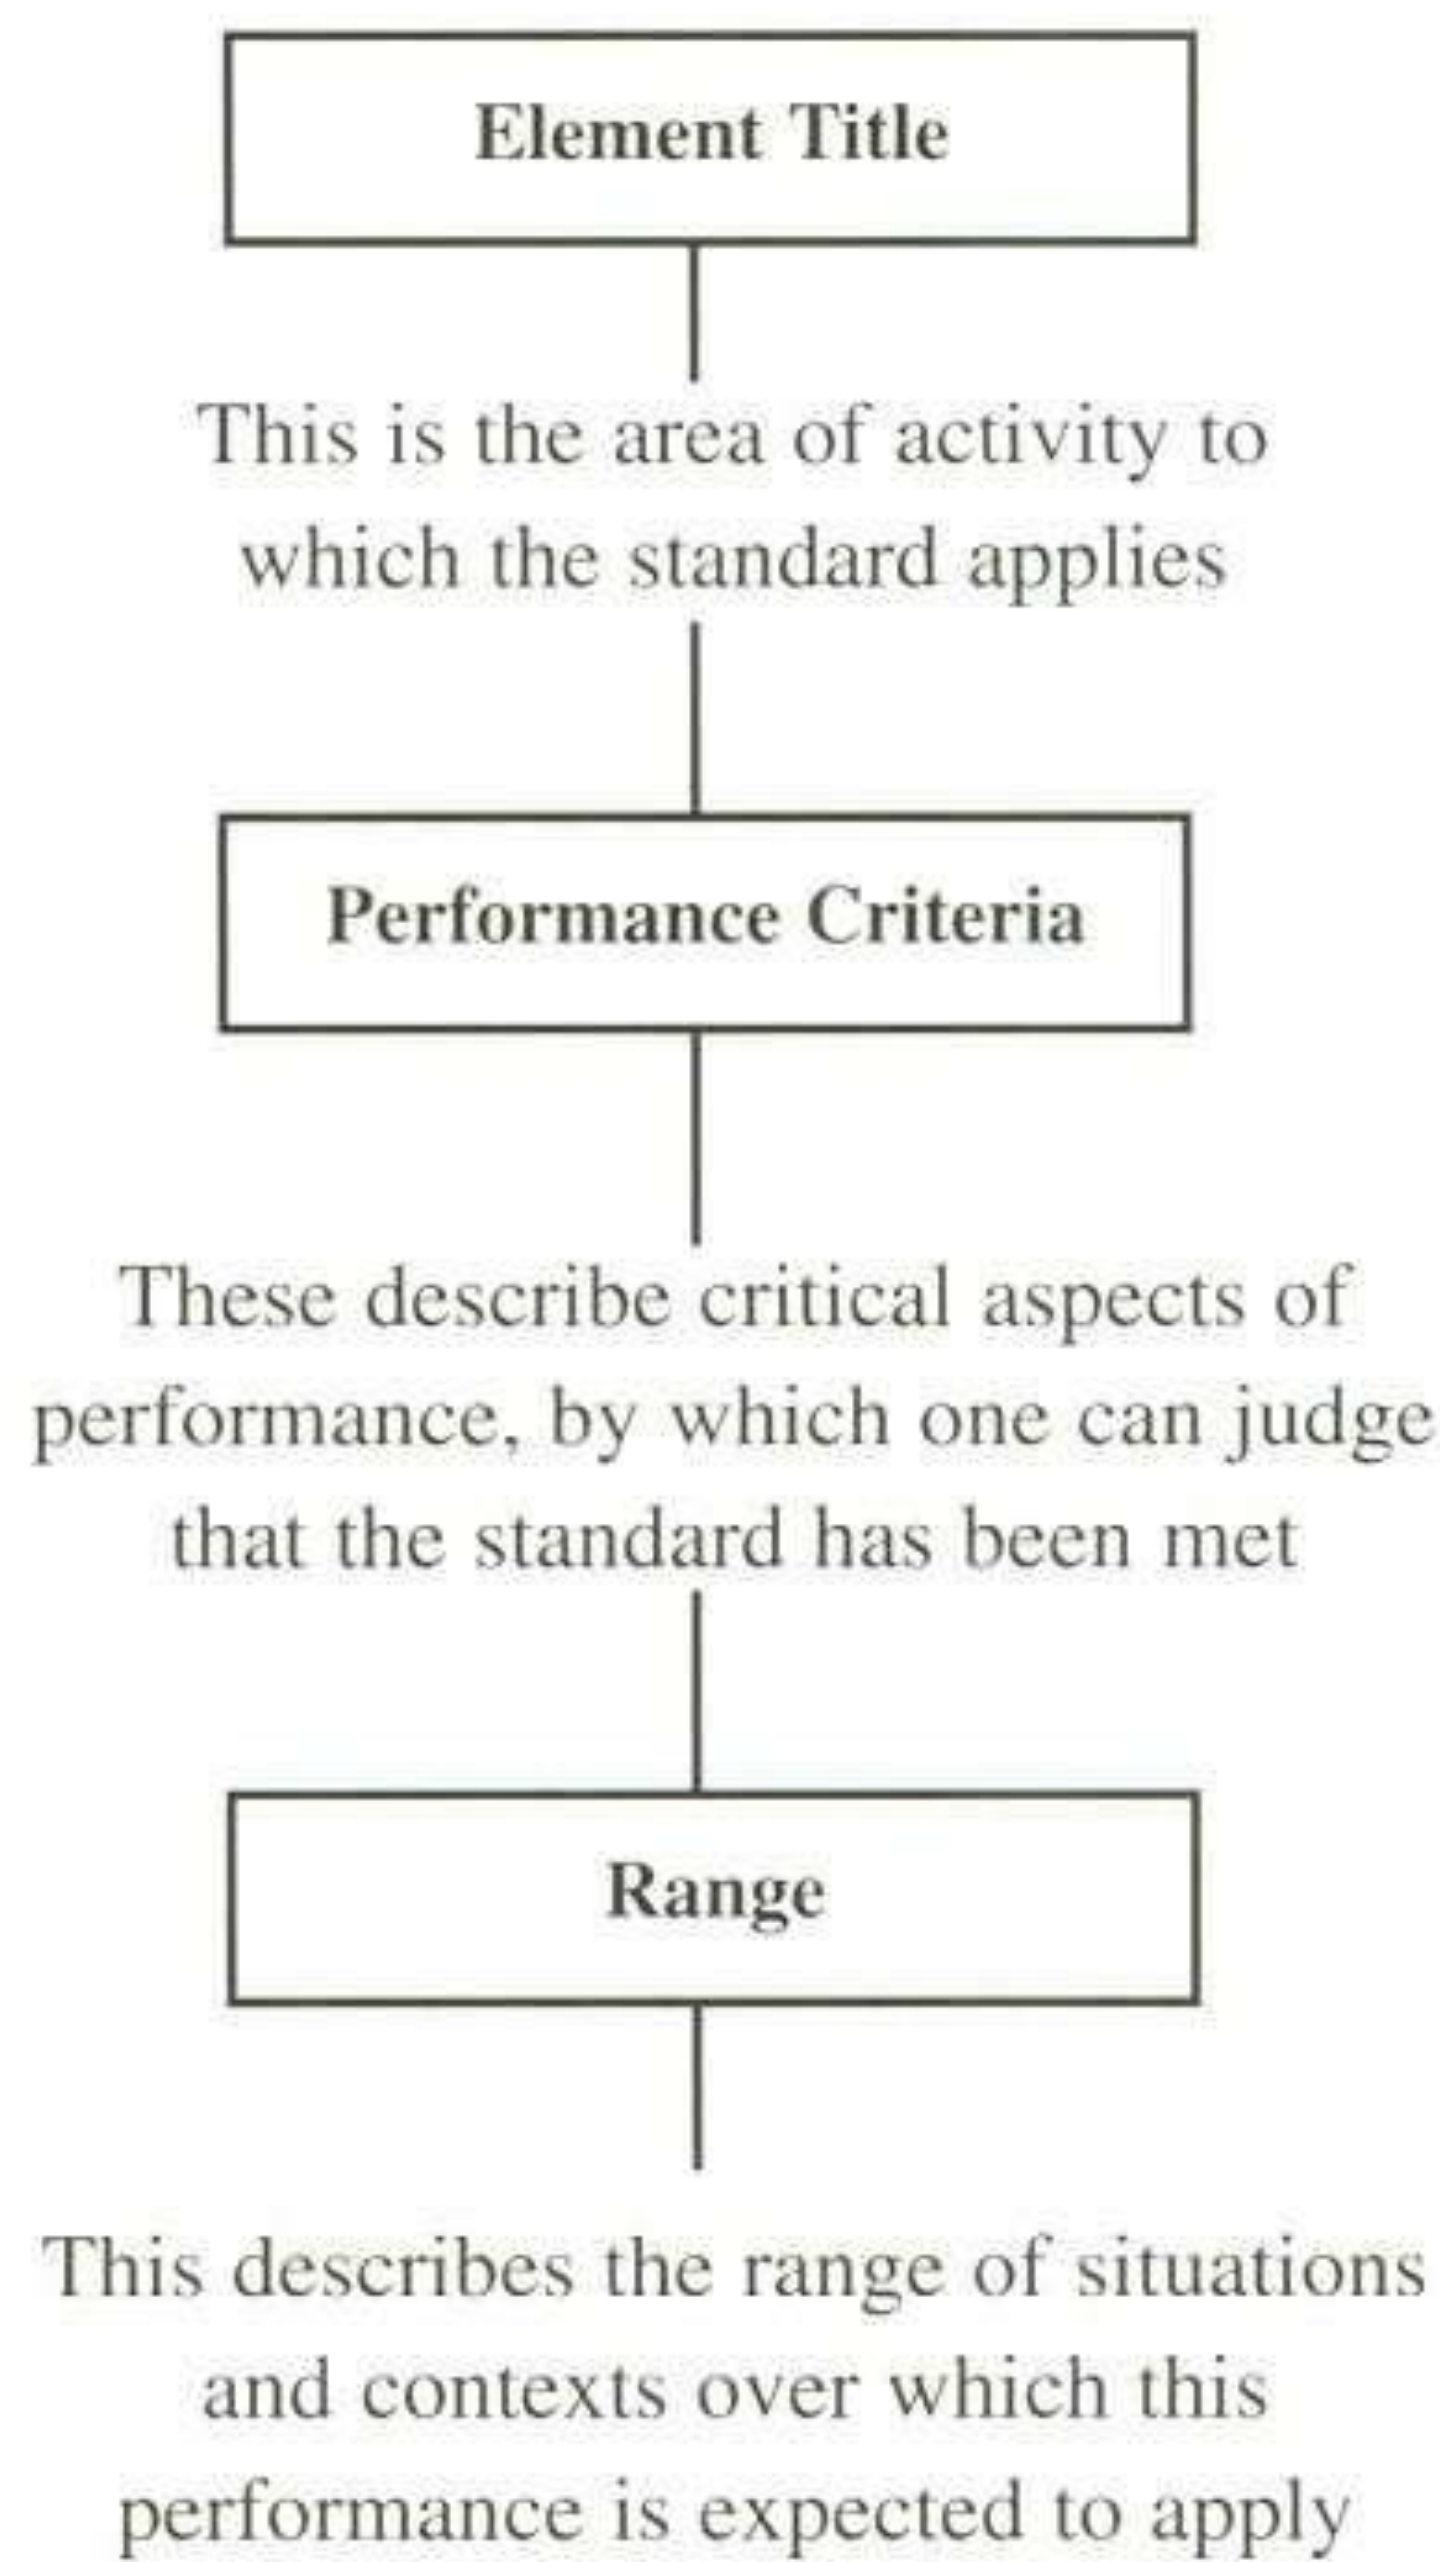 Element Title
This is the area of activity to
which the standard applies
Performance Criteria
These describe critical aspects of
performance, by which one can judge
that the standard has been met
Range
This describes the range of situations
and contexts over which this
performance is expected to apply